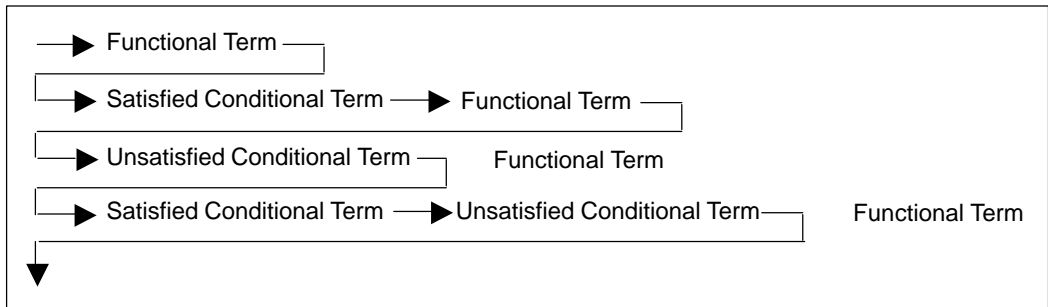 Functional Term
Satisfied Conditional Term Functional Term
Unsatisfied Conditional Term Functional Term
Satisfied Conditional Term Unsatisfied Conditional Term Functional Term